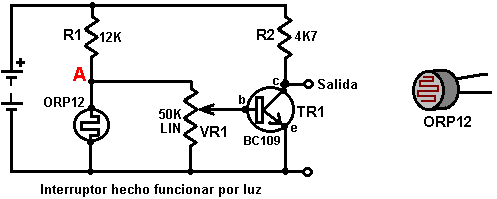 R1
12K
R2
4K7
+
A
c
Salida
ORP12
50K
LIN
VR1
b
TR1
BC109
e
ORP12
Interruptor hecho funcionar por luz